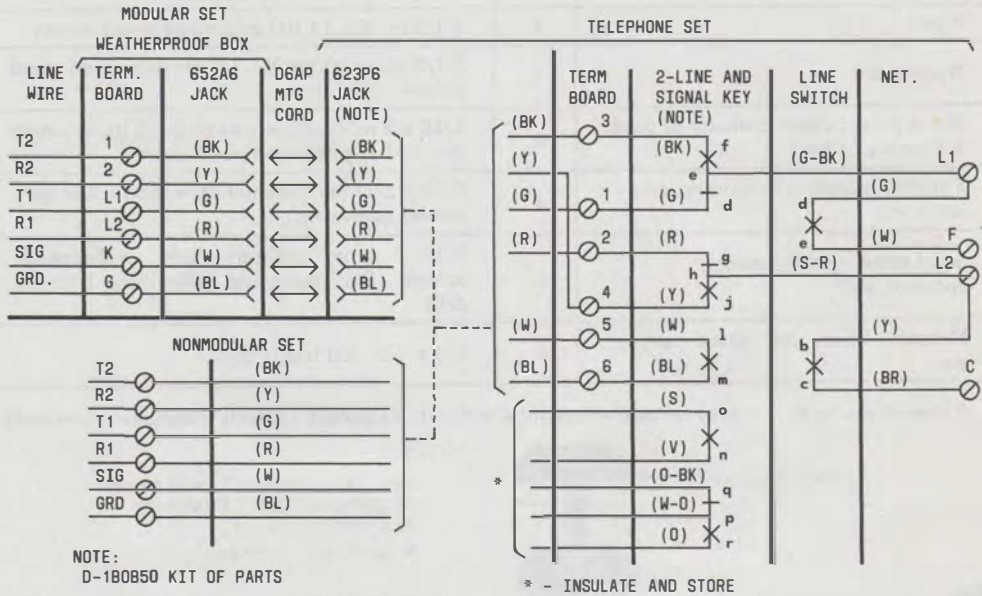 MODULAR SET
WEATHERPROOF BOX
TELEPHONE SET
LINE WIRE
TERM. BOARD
652A6 JACK
DGAP MTG CORD
623P6 JACK (NOTE)
TERM BOARD
2-LINE AND SIGNAL KEY (NOTE)
LINE SWITCH
NET.
T2 1 (BK) (BK)
R2 2 (Y) (Y)
T1 L1 (G) (G)
R1 L2 (R) (R)
SIG K (W) (W)
GRD. G (BL) (BL)
NONMODULAR SET
T2 (BK)
R2 (Y)
T1 (G)
R1 (R)
SIG (W)
GRD (BL)
NOTE:
D-180850 KIT OF PARTS
(BK) 3 (BK) f
(Y) e (G-BK) L1
(G) 1 (G) d (G)
d
e (W) F
(R) 2 (R) g
h (S-R) L2
4 (Y) j
(W) 5 (W) l b (Y)
(BL) 6 (BL) m c (BR) C
(S) o
(V) n
(O-BK) q
* (W-O) p
(O) r
* - INSULATE AND STORE